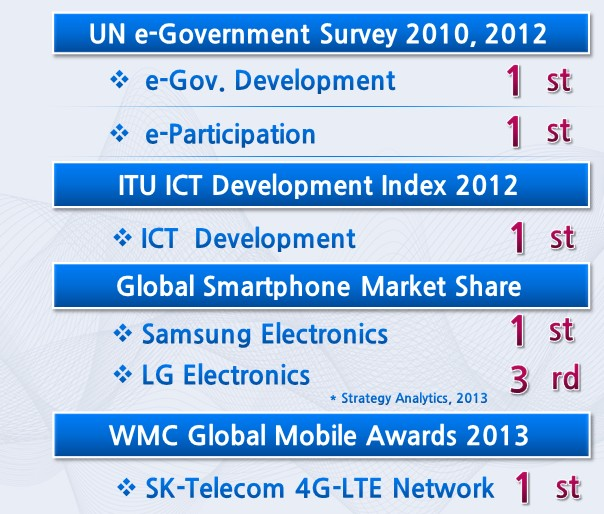 UN e-Government Survey 2010, 2012
❖ e-Gov. Development 1 st
❖ e-Participation 1 st
ITU ICT Development Index 2012
❖ ICT Development 1 st
Global Smartphone Market Share
❖ Samsung Electronics 1 st
❖ LG Electronics 3 rd
* Strategy Analytics, 2013
WMC Global Mobile Awards 2013
❖ SK-Telecom 4G-LTE Network 1 st